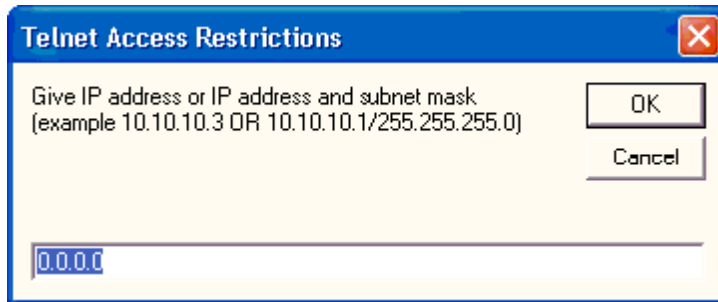 Telnet Access Restrictions
Give IP address or IP address and subnet mask
(example 10.10.10.3 OR 10.10.10.1/255.255.255.0)
OK
Cancel
0.0.0.0